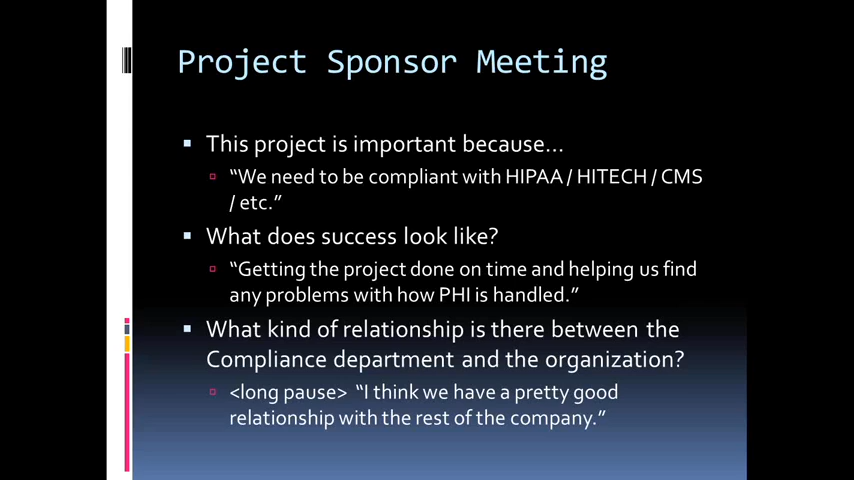 Project Sponsor Meeting
This project is important because…
“We need to be compliant with HIPAA / HITECH / CMS
/ etc.”
What does success look like?
“Getting the project done on time and helping us find
any problems with how PHI is handled.”
What kind of relationship is there between the
Compliance department and the organization?
<long pause> “I think we have a pretty good
relationship with the rest of the company.”